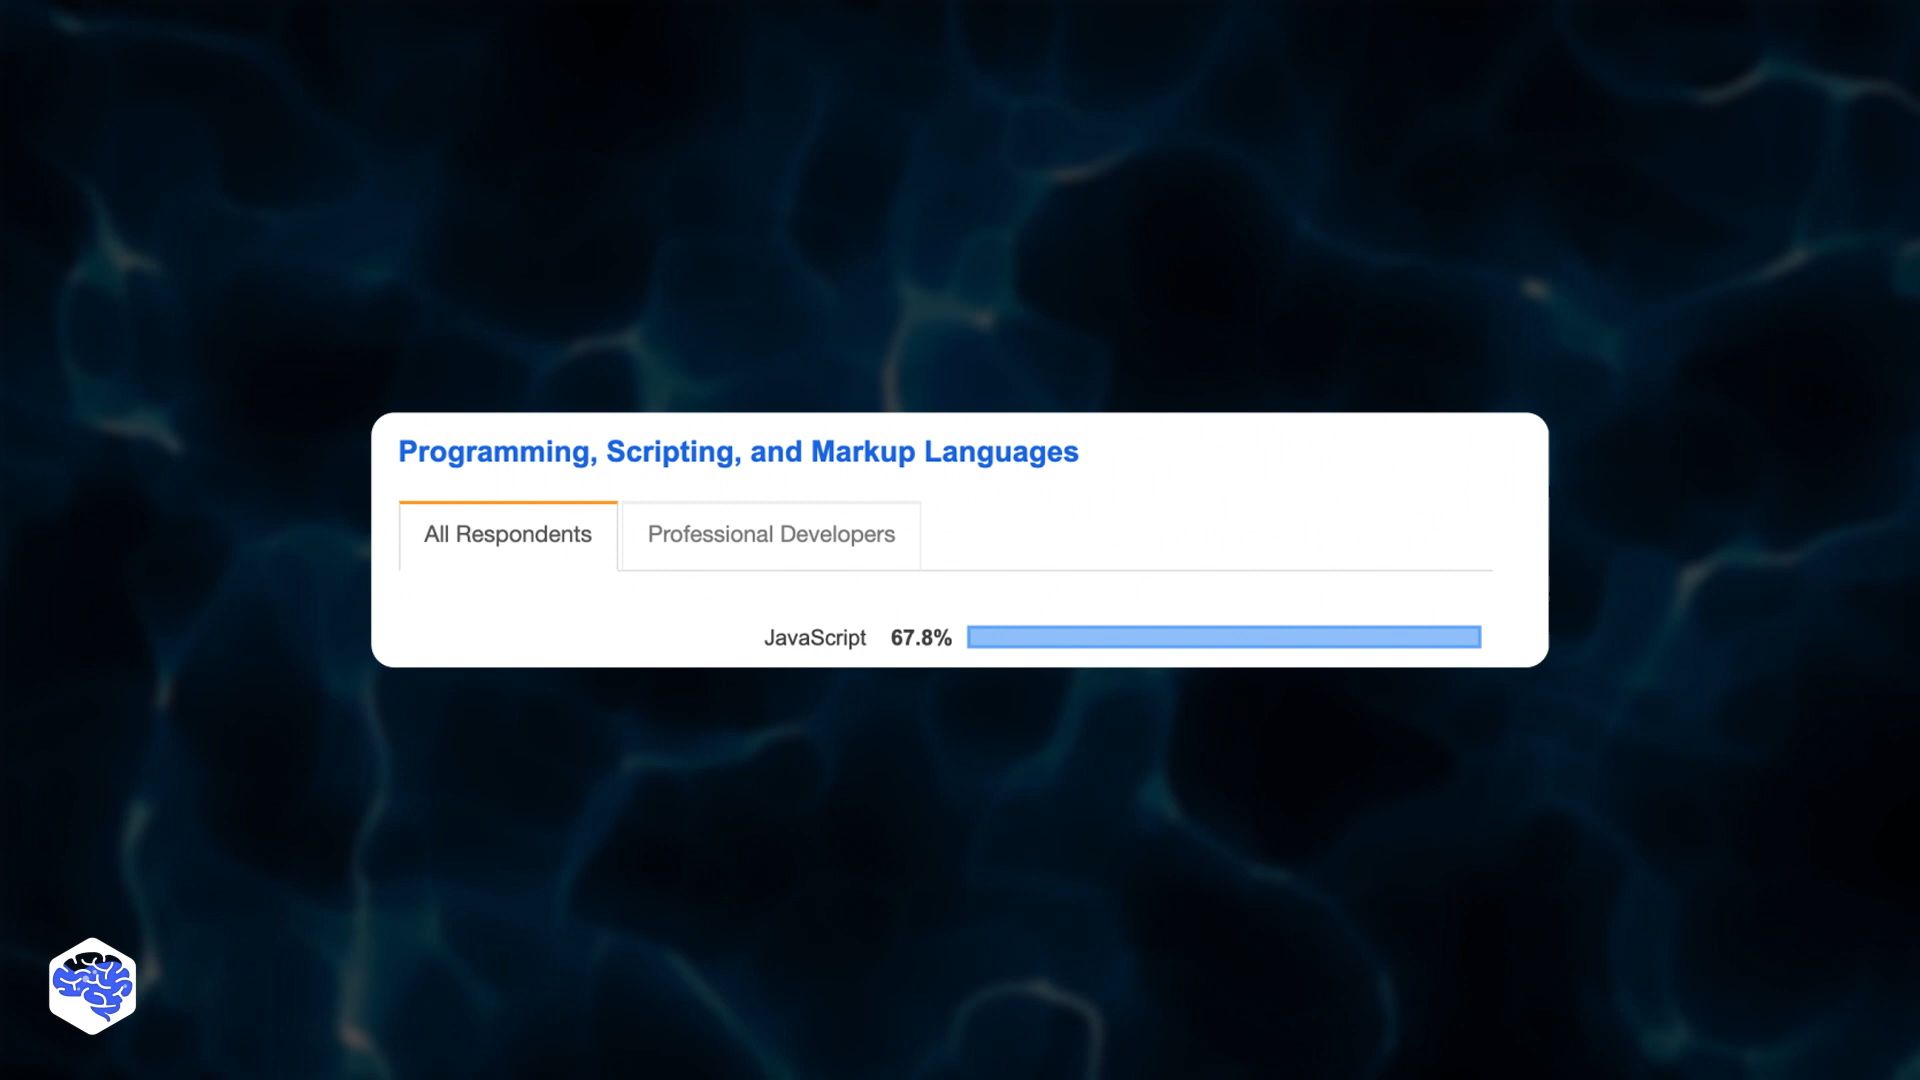 Programming, Scripting, and Markup Languages
All Respondents Professional Developers
JavaScript 67.8%